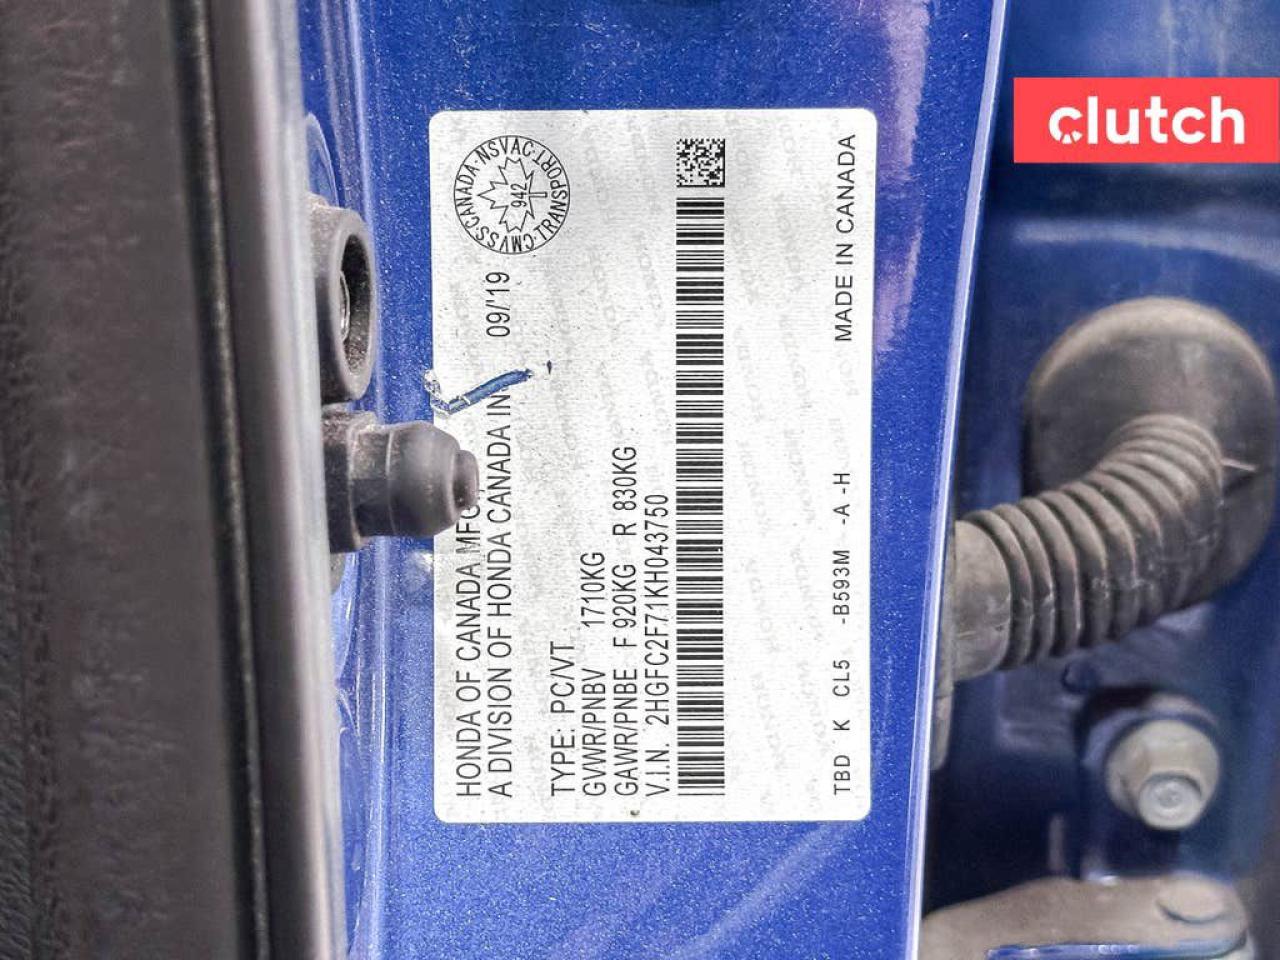 clutch
HONDA OF CANADA MFG.,
A DIVISION OF HONDA CANADA IN 09/'19
CMVSS·CANADA·NSVAC·TRANSPORT·
942
TYPE: PC/VT
GVWR/PNBV 1710KG
GAWR/PNBE F 920KG R 830KG
V.I.N. 2HGFC2F71KH043750
TBD K CL5 -B593M -A -H MADE IN CANADA